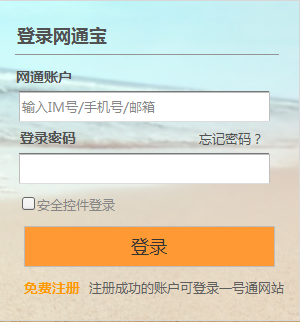 登录网通宝
网通账户
输入IM号/手机号/邮箱
登录密码 忘记密码？
安全控件登录
登录
免费注册 注册成功的账户可登录一号通网站